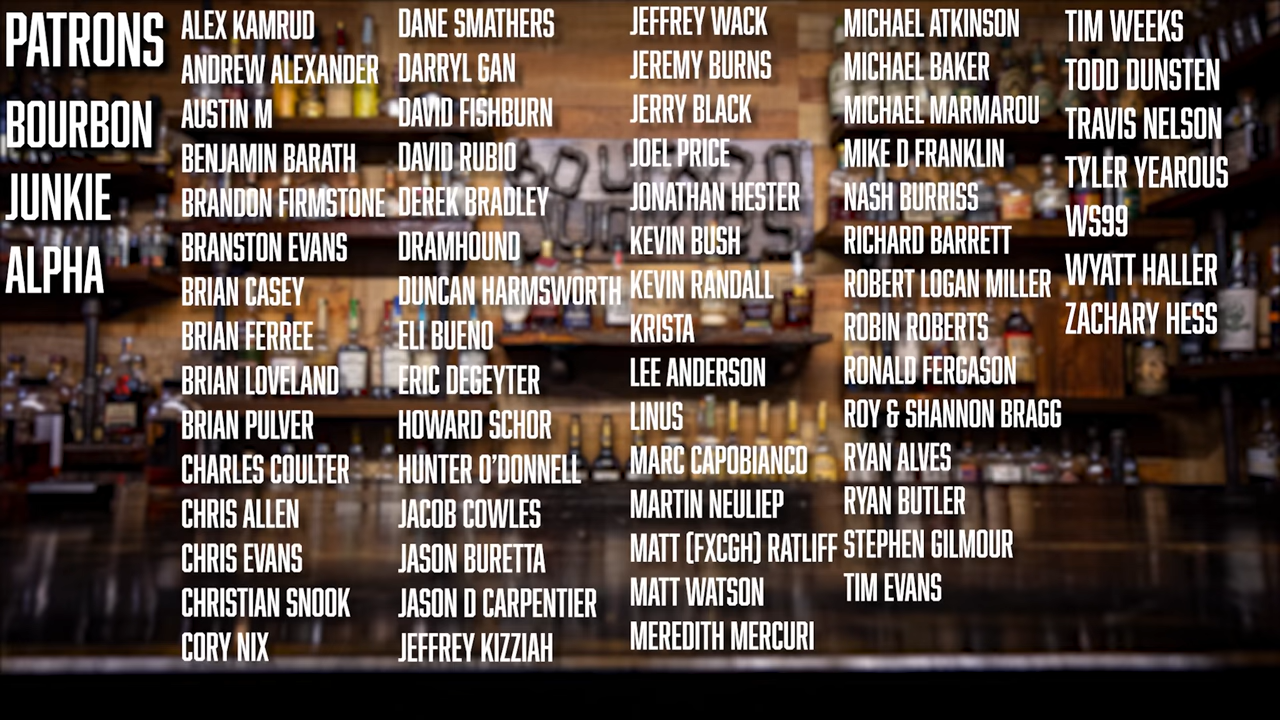 PATRONS
BOURBON
JUNKIE
ALPHA
ALEX KAMRUD
ANDREW ALEXANDER
AUSTIN M
BENJAMIN BARATH
BRANDON FIRMSTONE
BRANSTON EVANS
BRIAN CASEY
BRIAN FERREE
BRIAN LOVELAND
BRIAN PULVER
CHARLES COULTER
CHRIS ALLEN
CHRIS EVANS
CHRISTIAN SNOOK
CORY NIX
DANE SMATHERS
DARRYL GAN
DAVID FISHBURN
DAVID RUBIO
DEREK BRADLEY
DRAMHOUND
DUNCAN HARMSWORTH
ELI BUENO
ERIC DEGEYTER
HOWARD SCHOR
HUNTER O'DONNELL
JACOB COWLES
JASON BURETTA
JASON D CARPENTIER
JEFFREY KIZZIAH
JEFFREY WACK
JEREMY BURNS
JERRY BLACK
JOEL PRICE
JONATHAN HESTER
KEVIN BUSH
KEVIN RANDALL
KRISTA
LEE ANDERSON
LINUS
MARC CAPOBIANCO
MARTIN NEULIEP
MATT (FXCGH) RATLIFF
MATT WATSON
MEREDITH MERCURI
MICHAEL ATKINSON
MICHAEL BAKER
MICHAEL MARMAROU
MIKE D FRANKLIN
NASH BURRISS
RICHARD BARRETT
ROBERT LOGAN MILLER
ROBIN ROBERTS
RONALD FERGASON
ROY & SHANNON BRAGG
RYAN ALVES
RYAN BUTLER
STEPHEN GILMOUR
TIM EVANS
TIM WEEKS
TODD DUNSTEN
TRAVIS NELSON
TYLER YEAROUS
WS99
WYATT HALLER
ZACHARY HESS